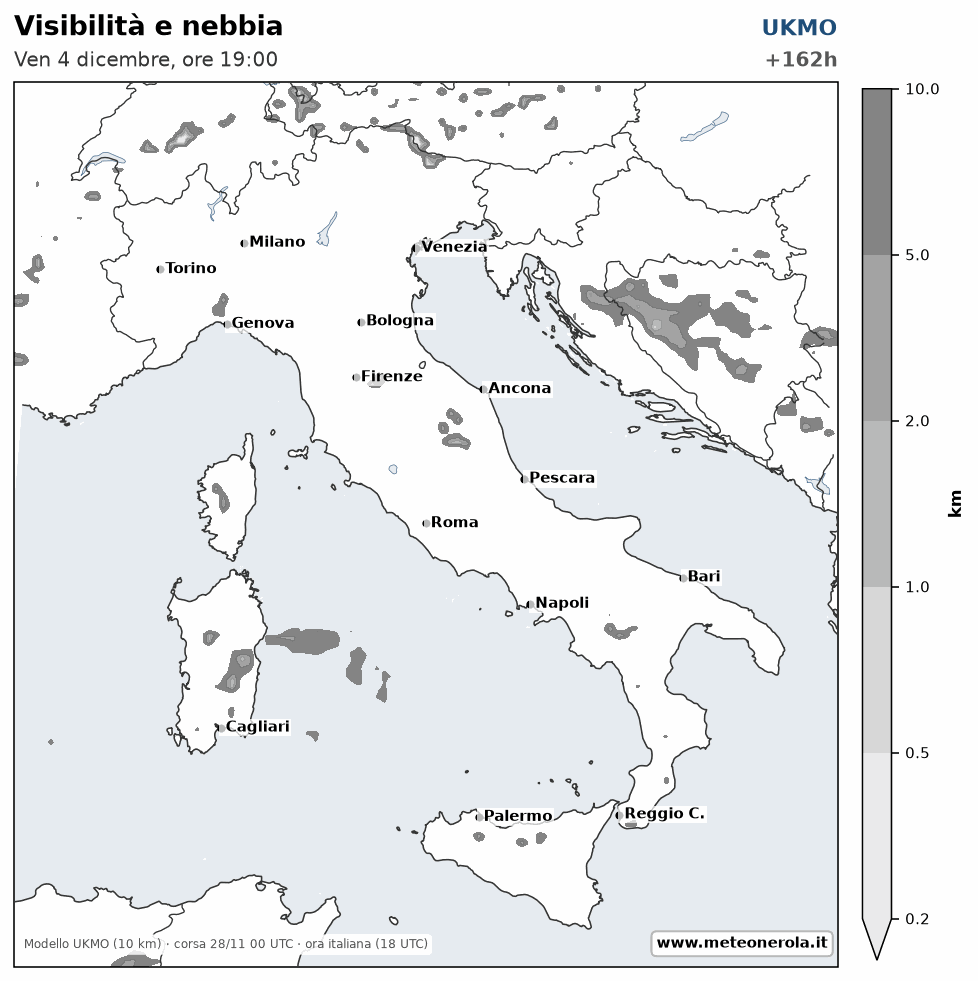 Visibilità e nebbia
UKMO
Ven 4 dicembre, ore 19:00
+162h
10.0
5.0
2.0
1.0
0.5
0.2
km
Milano
Venezia
Torino
Genova
Bologna
Firenze
Ancona
Pescara
Roma
Bari
Napoli
Cagliari
Palermo
Reggio C.
Modello UKMO (10 km) · corsa 28/11 00 UTC · ora italiana (18 UTC)
www.meteonerola.it